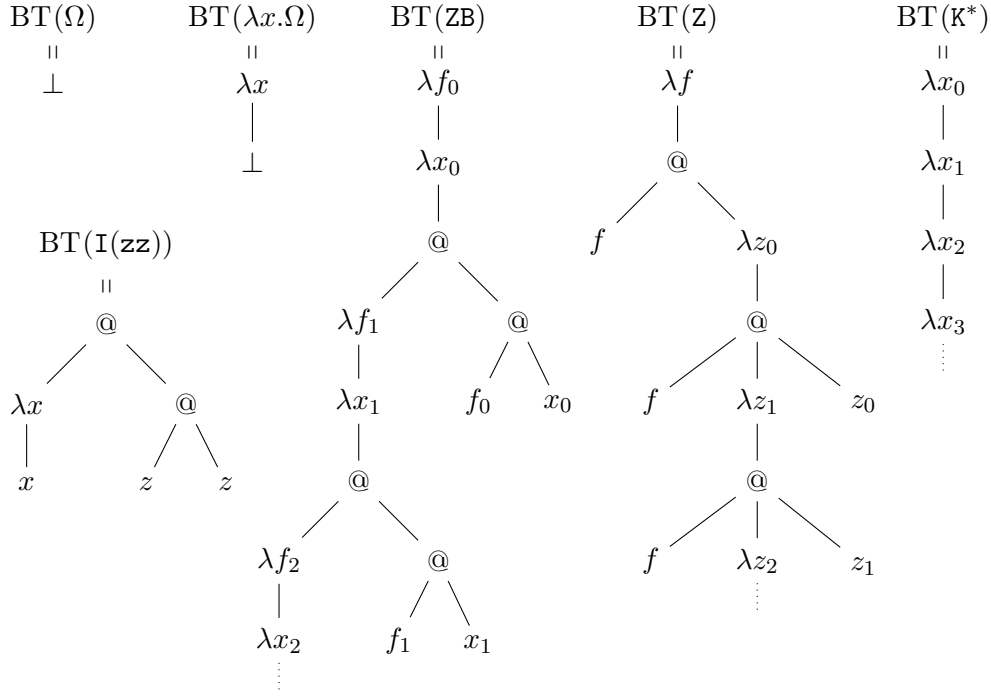 BT(Ω) BT(λx.Ω) BT(ZB) BT(Z) BT(K*)
= = = = =
⊥ λx λf₀ λf λx₀
⊥ λx₀ @ λx₁
@ f λz₀ λx₂
BT(I(zz))
=
@ λf₁ @ @ λx₃
λx @ λx₁ f₀ x₀ f λz₁ z₀
x z z @ @
λf₂ @ f λz₂ z₁
λx₂ f₁ x₁